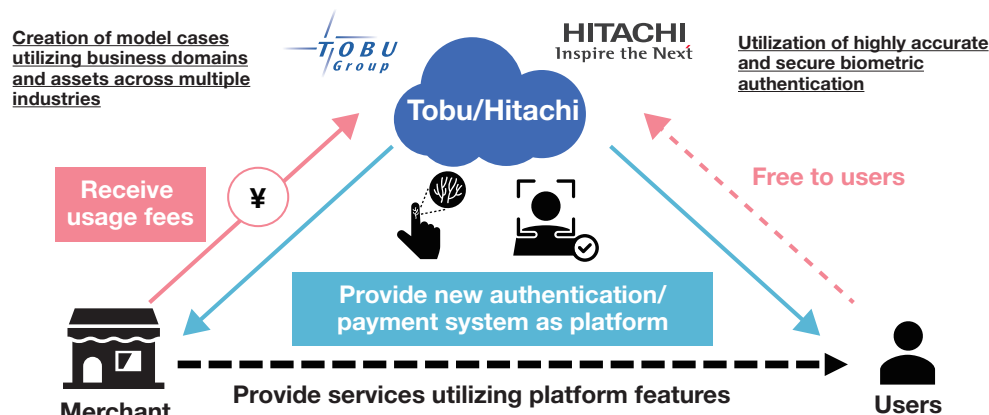 Creation of model cases
utilizing business domains
and assets across multiple
industries
TOBU
Group
HITACHI
Inspire the Next
Utilization of highly accurate
and secure biometric
authentication
Tobu/Hitachi
Receive
usage fees
¥
Free to users
Provide new authentication/
payment system as platform
Provide services utilizing platform features
Merchant
Users